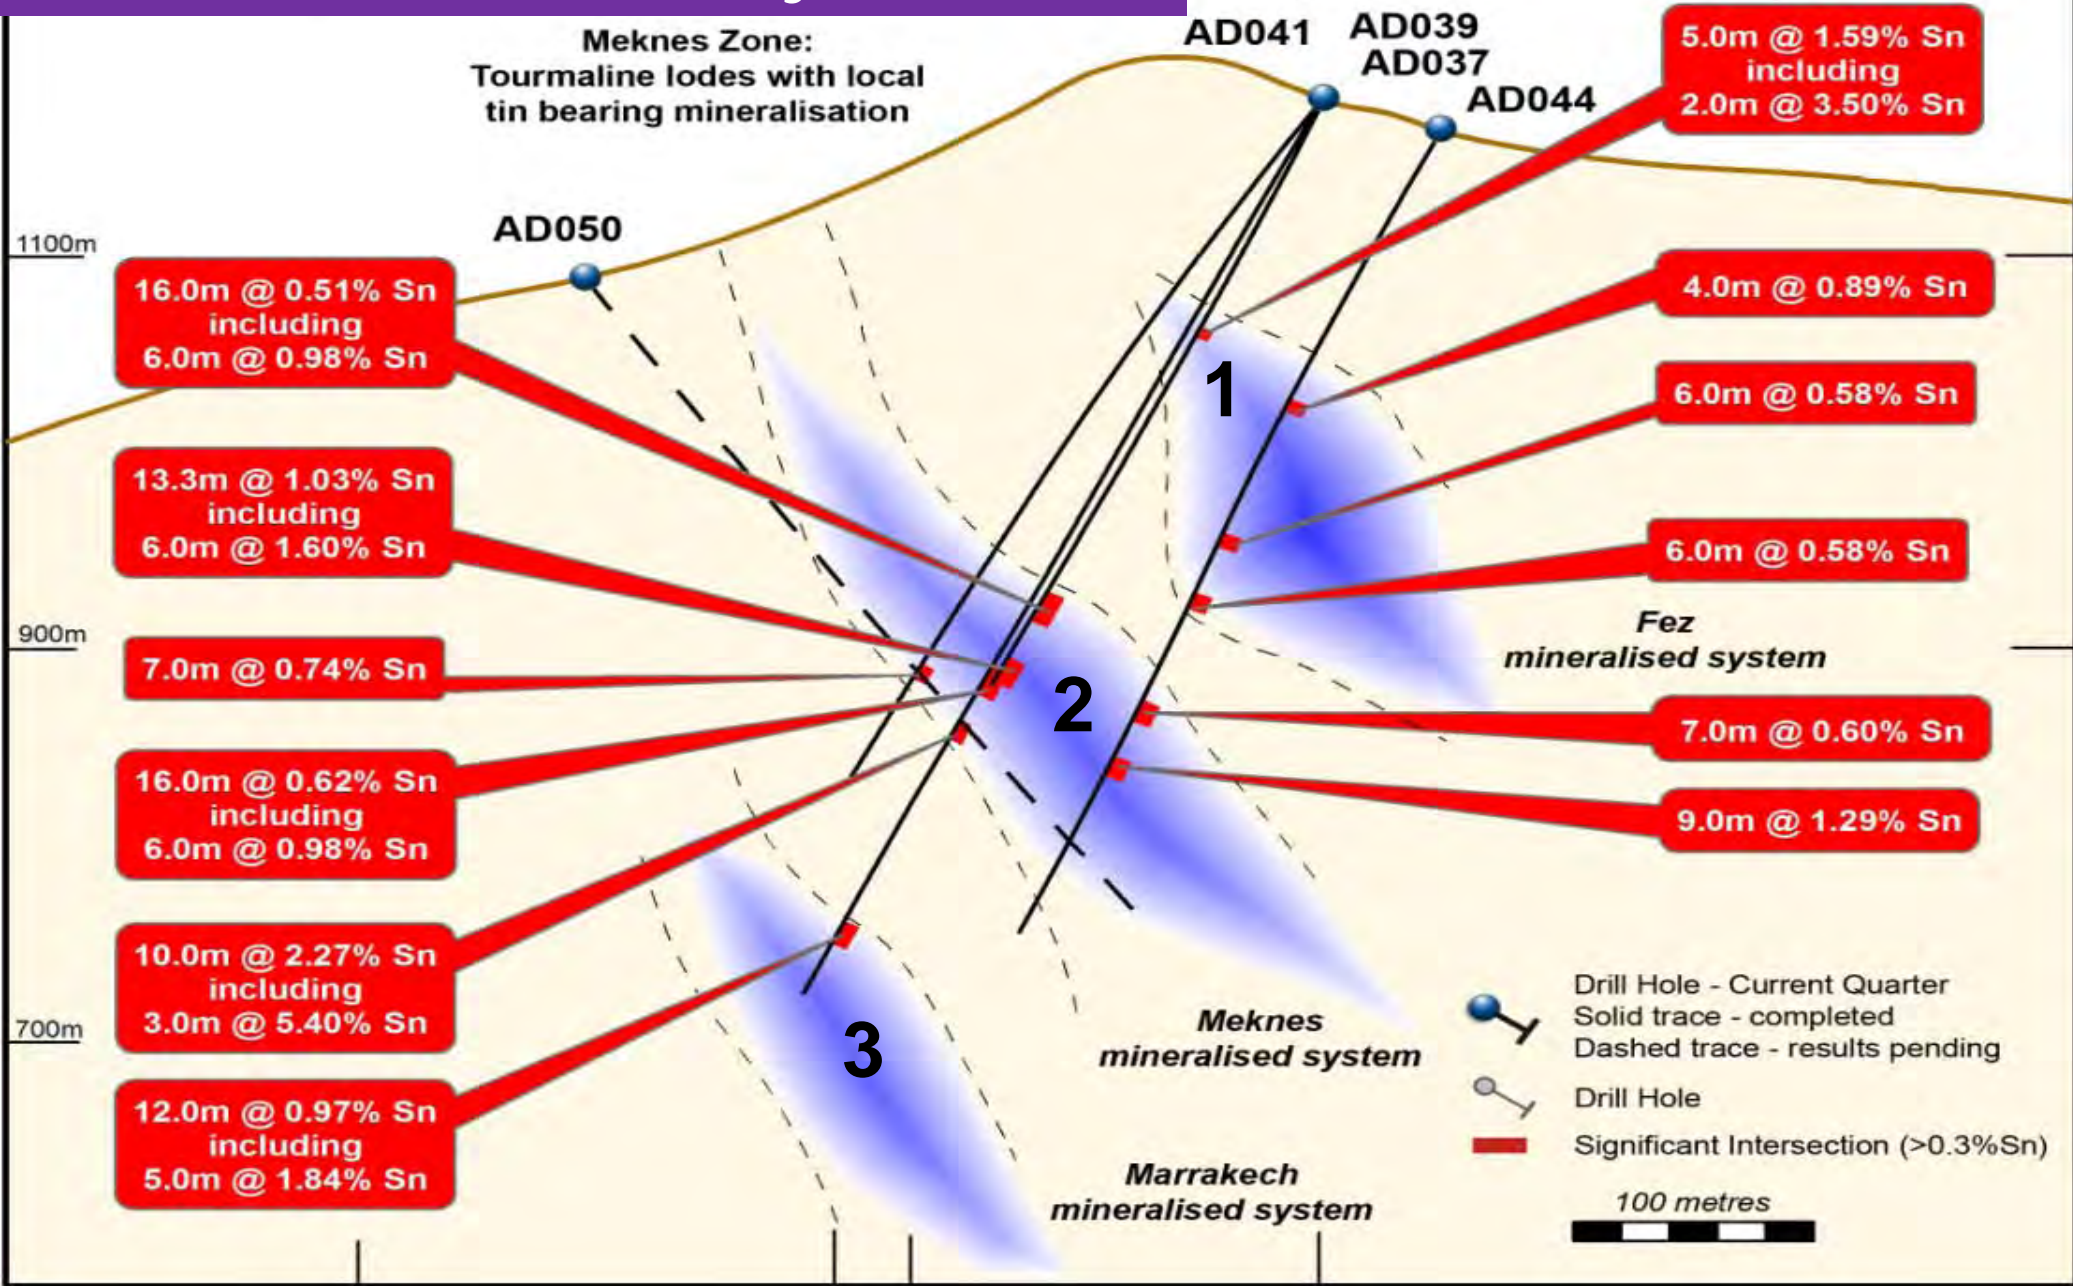 Meknes Zone:
Tourmaline lodes with local
tin bearing mineralisation
AD041
AD039
AD037
AD044
AD050
1100m
900m
700m
16.0m @ 0.51% Sn
including
6.0m @ 0.98% Sn
13.3m @ 1.03% Sn
including
6.0m @ 1.60% Sn
7.0m @ 0.74% Sn
16.0m @ 0.62% Sn
including
6.0m @ 0.98% Sn
10.0m @ 2.27% Sn
including
3.0m @ 5.40% Sn
12.0m @ 0.97% Sn
including
5.0m @ 1.84% Sn
5.0m @ 1.59% Sn
including
2.0m @ 3.50% Sn
4.0m @ 0.89% Sn
6.0m @ 0.58% Sn
6.0m @ 0.58% Sn
7.0m @ 0.60% Sn
9.0m @ 1.29% Sn
1
2
3
Fez
mineralised system
Meknes
mineralised system
Marrakech
mineralised system
Drill Hole - Current Quarter
Solid trace - completed
Dashed trace - results pending
Drill Hole
Significant Intersection (>0.3%Sn)
100 metres